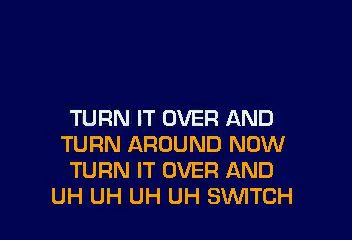 TURN IT OVER AND
TURN AROUND NOW
TURN IT OVER AND
UH UH UH UH SWITCH